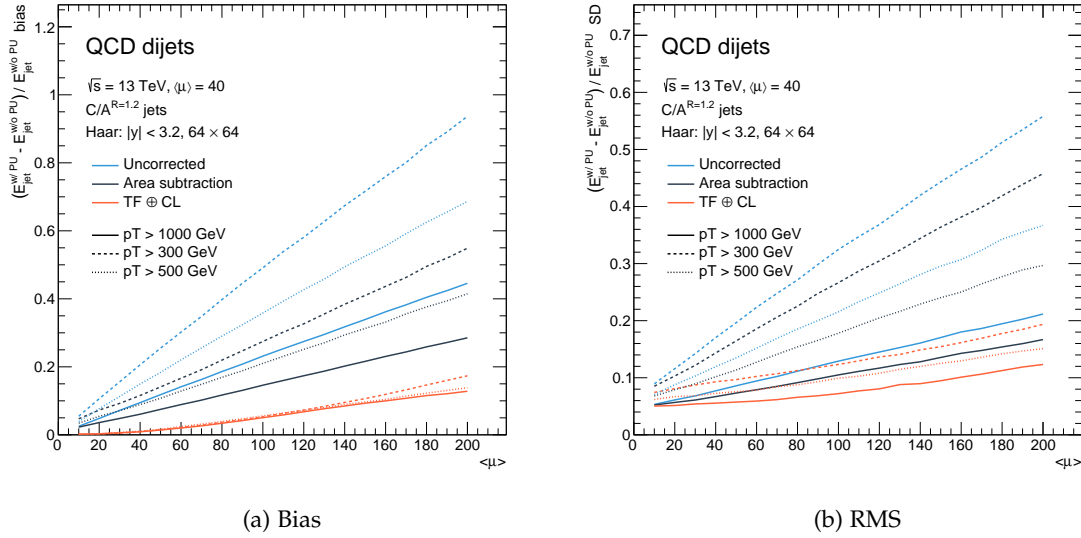 (E_jet^w/ PU - E_jet^w/o PU) / E_jet^w/o PU bias
1.2
1
0.8
0.6
0.4
0.2
0
QCD dijets
√s = 13 TeV, ⟨μ⟩ = 40
C/A^R=1.2 jets
Haar: |y| < 3.2, 64 × 64
Uncorrected
Area subtraction
TF ⊕ CL
pT > 1000 GeV
pT > 300 GeV
pT > 500 GeV
20 40 60 80 100 120 140 160 180 200
<μ>
(a) Bias
(E_jet^w/ PU - E_jet^w/o PU) / E_jet^w/o PU SD
0.7
0.6
0.5
0.4
0.3
0.2
0.1
0
QCD dijets
√s = 13 TeV, ⟨μ⟩ = 40
C/A^R=1.2 jets
Haar: |y| < 3.2, 64 × 64
Uncorrected
Area subtraction
TF ⊕ CL
pT > 1000 GeV
pT > 300 GeV
pT > 500 GeV
20 40 60 80 100 120 140 160 180 200
<μ>
(b) RMS